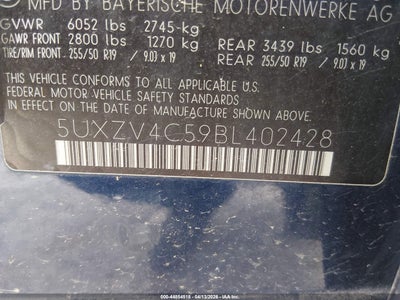 MFD BY BAYERISCHE MOTORENWERKE AG
GVWR 6052 lbs 2745 kg
GAWR FRONT 2800 lbs 1270 kg REAR 3439 lbs 1560 kg
TIRE/RIM FRONT 255/50 R19 / 9.0J x 19 REAR 255/50 R19 / 9.0J x 19
THIS VEHICLE CONFORMS TO ALL APPLICABLE U.S.
FEDERAL MOTOR VEHICLE SAFETY STANDARDS
IN EFFECT ON THE DATE OF MANUFACTURE SHOWN ABOVE.
5UXZV4C59BL402428
000-44854518 - 04/13/2026 - IAA Inc.